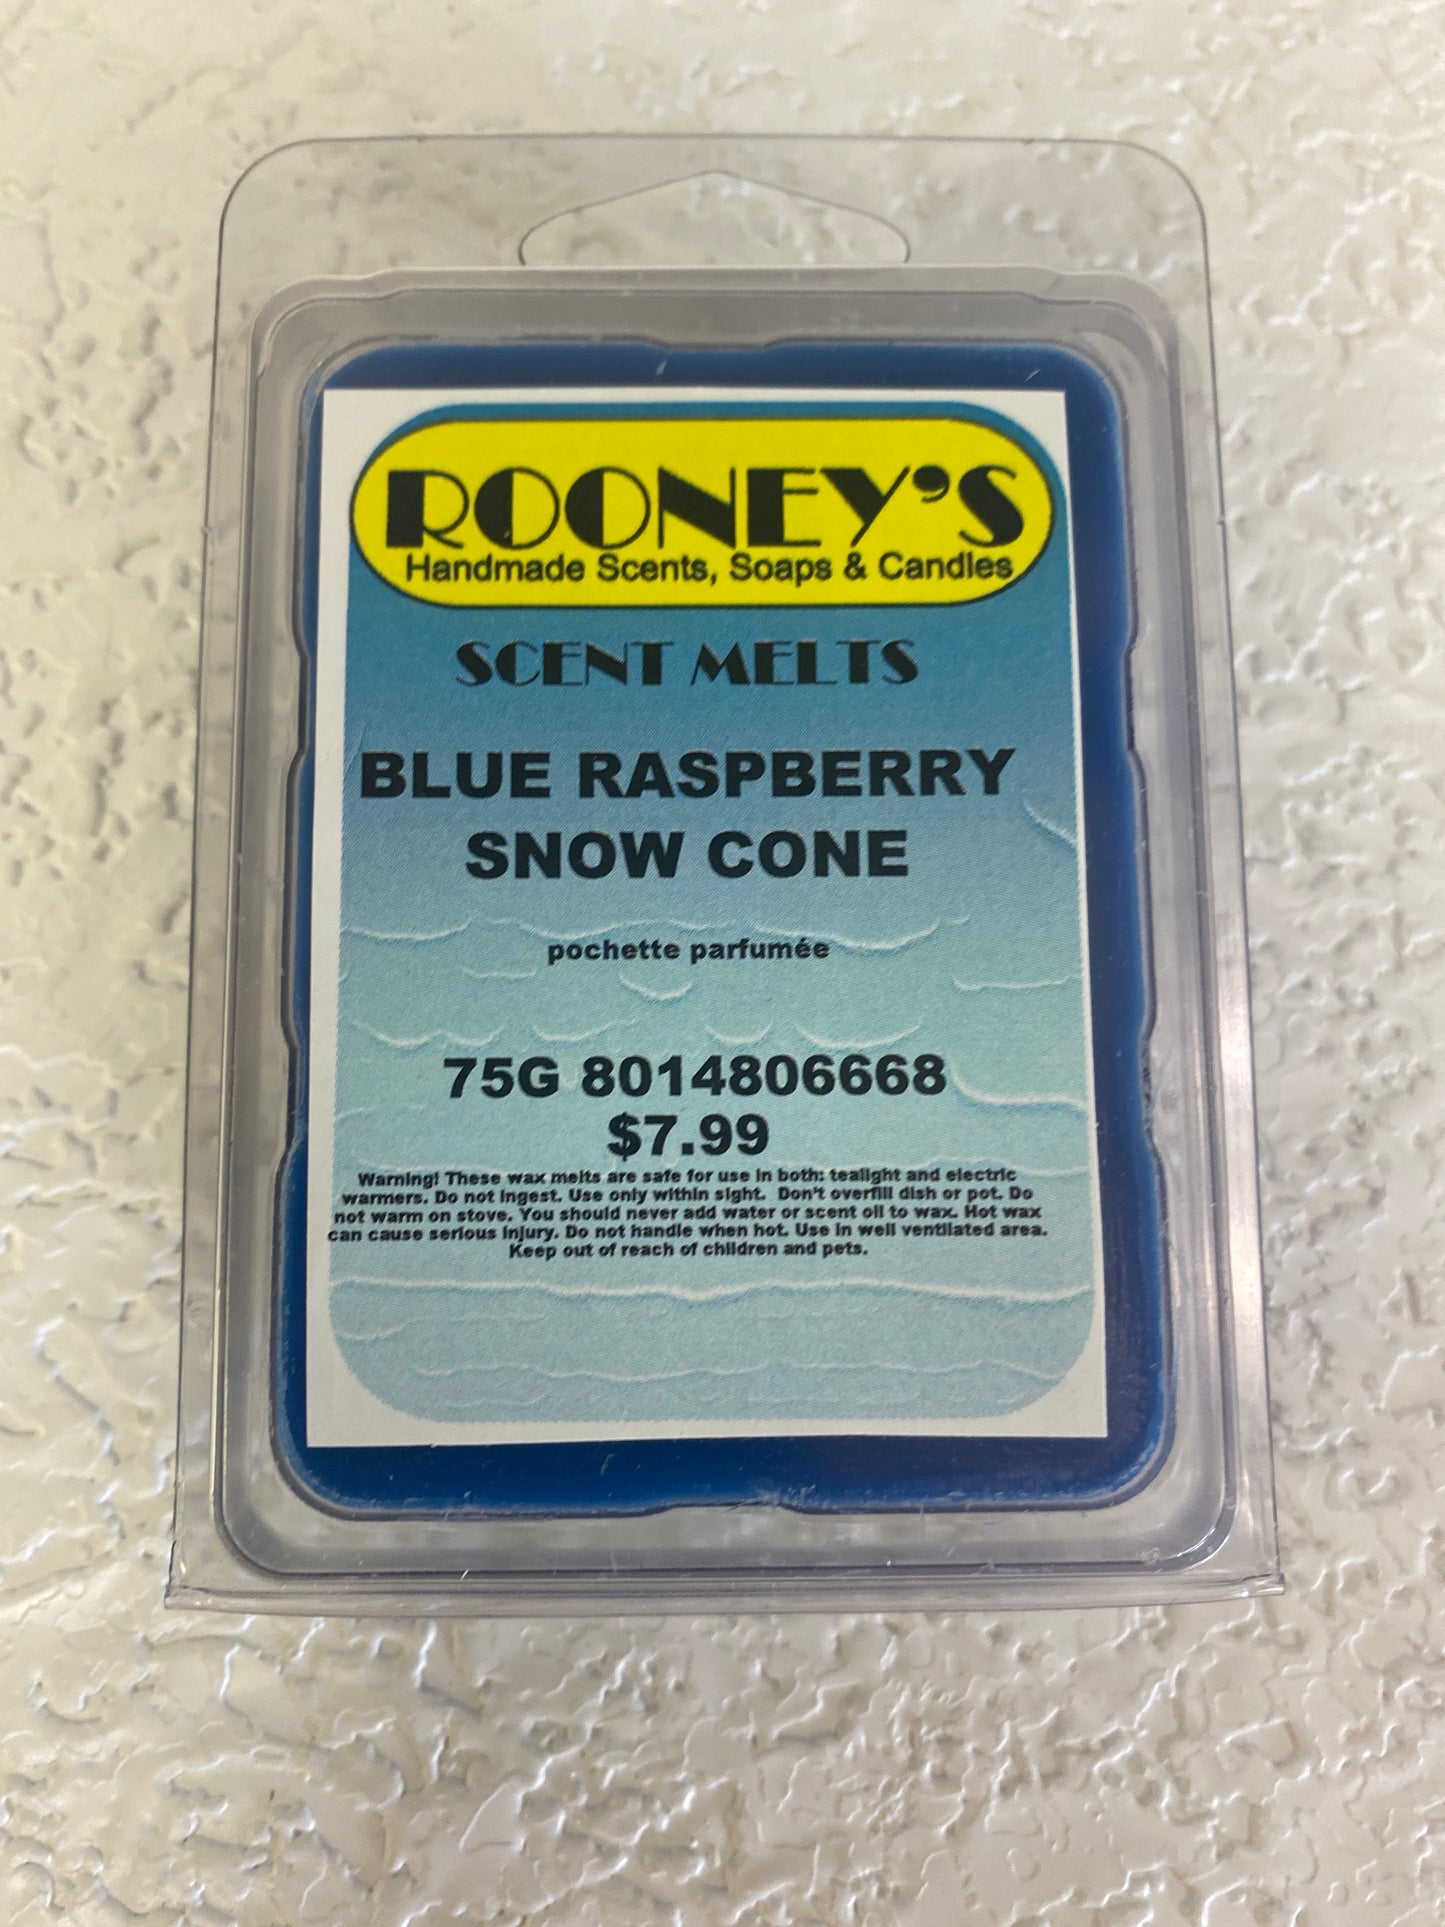 ROONEY'S
Handmade Scents, Soaps & Candles
SCENT MELTS
BLUE RASPBERRY
SNOW CONE
pochette parfumée
75G 8014806668
$7.99
Warning! These wax melts are safe for use in both: tealight and electric
warmers. Do not ingest. Use only within sight. Don't overfill dish or pot. Do
not warm on stove. You should never add water or scent oil to wax. Hot wax
can cause serious injury. Do not handle when hot. Use in well ventilated area.
Keep out of reach of children and pets.